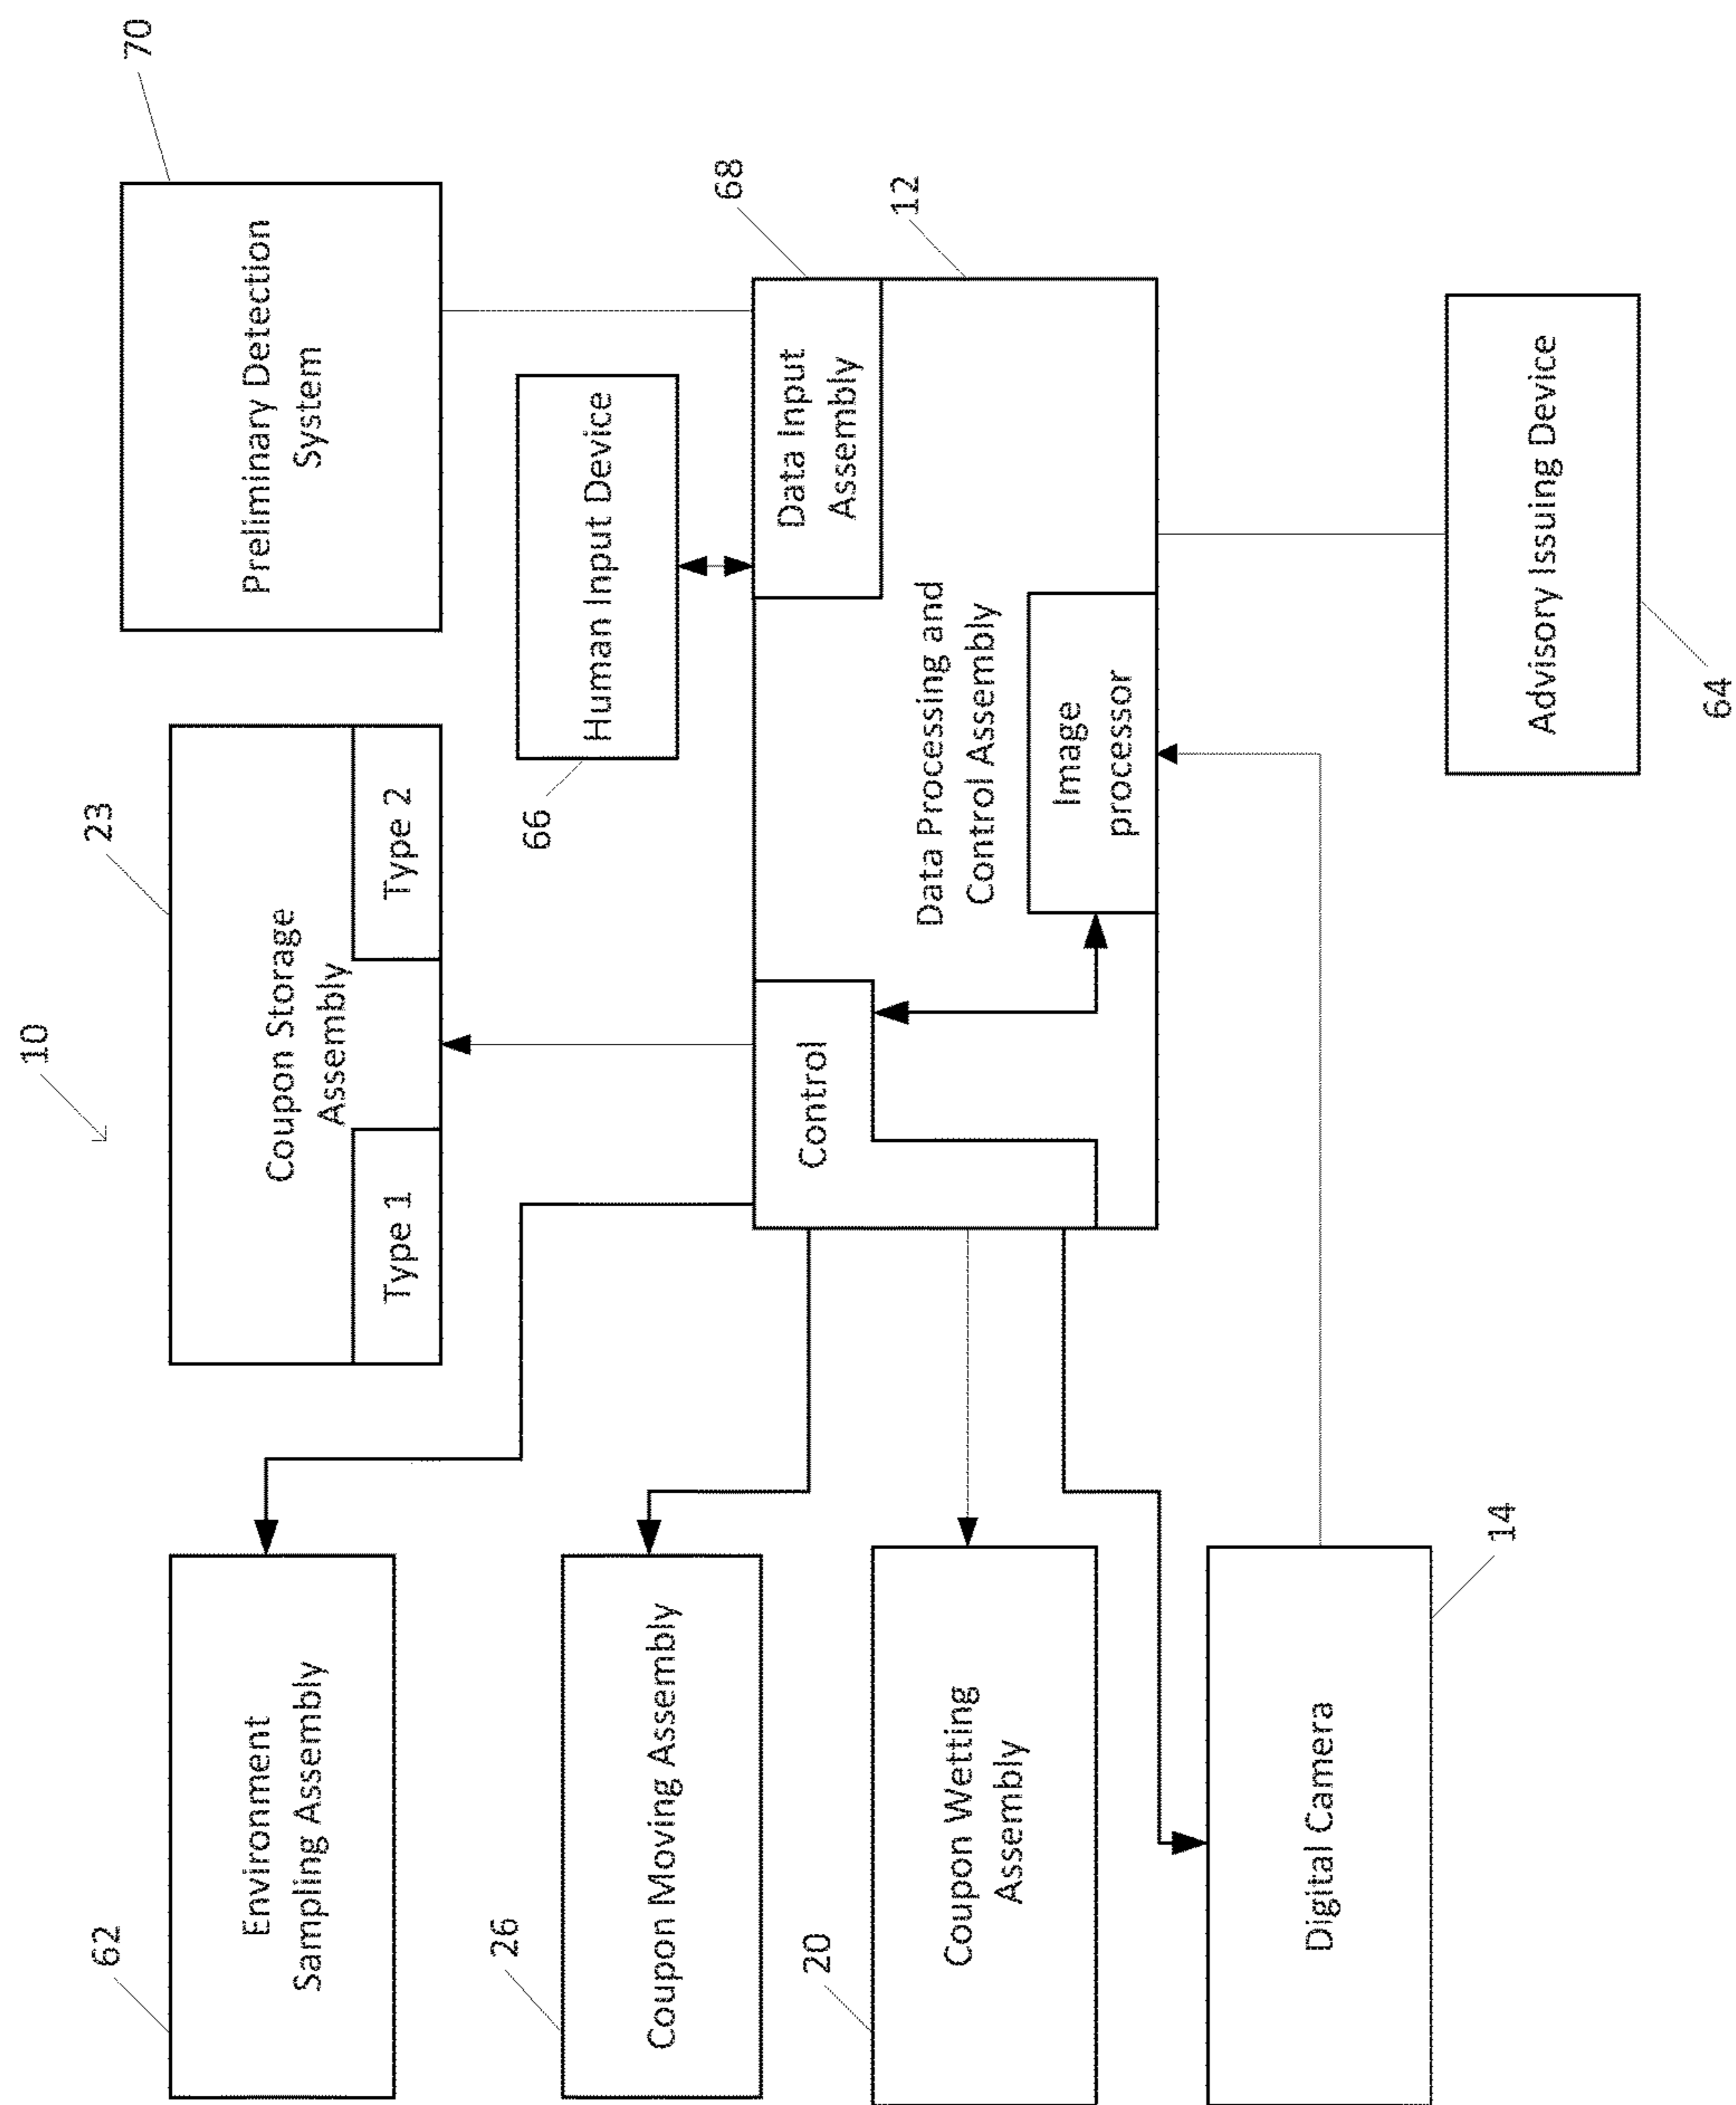 10
62
Environment
Sampling Assembly
23
Coupon Storage
Assembly
Type 1
Type 2
70
Preliminary Detection
System
26
Coupon Moving Assembly
66
Human Input Device
20
Coupon Wetting
Assembly
Control
68
Data Input
Assembly
12
Data Processing and
Control Assembly
Image
processor
Digital Camera
14
Advisory Issuing Device
64